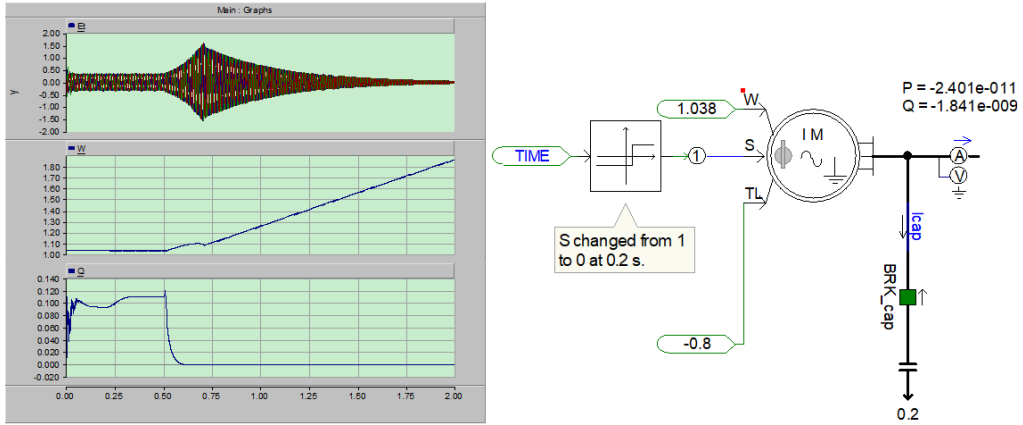 Main : Graphs
Et
2.00
1.50
1.00
0.50
0.00
-0.50
-1.00
-1.50
-2.00
y
W
1.80
1.70
1.60
1.50
1.40
1.30
1.20
1.10
1.00
Q
0.140
0.120
0.100
0.080
0.060
0.040
0.020
0.000
-0.020
0.00 0.25 0.50 0.75 1.00 1.25 1.50 1.75 2.00
P = -2.401e-011
Q = -1.841e-009
1.038
W
I M
TIME
1
S
A
V
TL
S changed from 1
to 0 at 0.2 s.
Icap
BRK_cap
-0.8
0.2